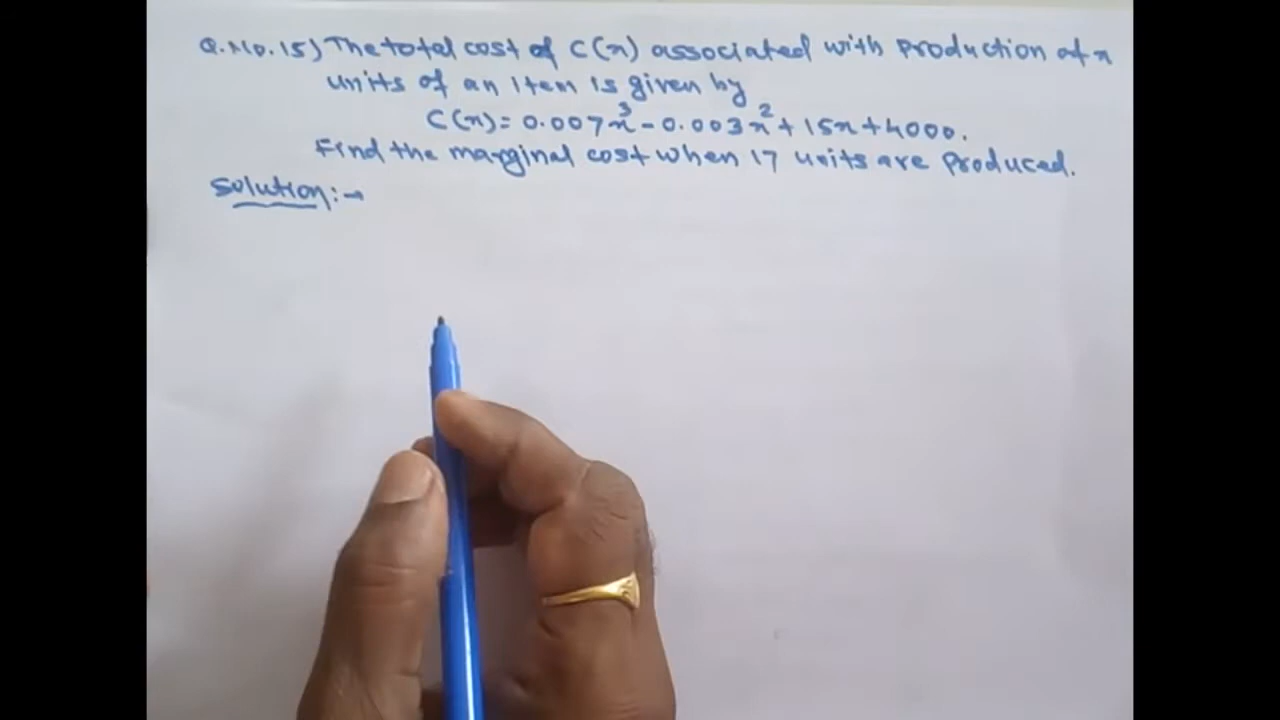 Q.No.15) The total cost of C(x) associated with production of x
units of an item is given by
C(x) = 0.007x³ - 0.003x² + 15x + 4000.
Find the marginal cost when 17 units are produced.
Solution:→